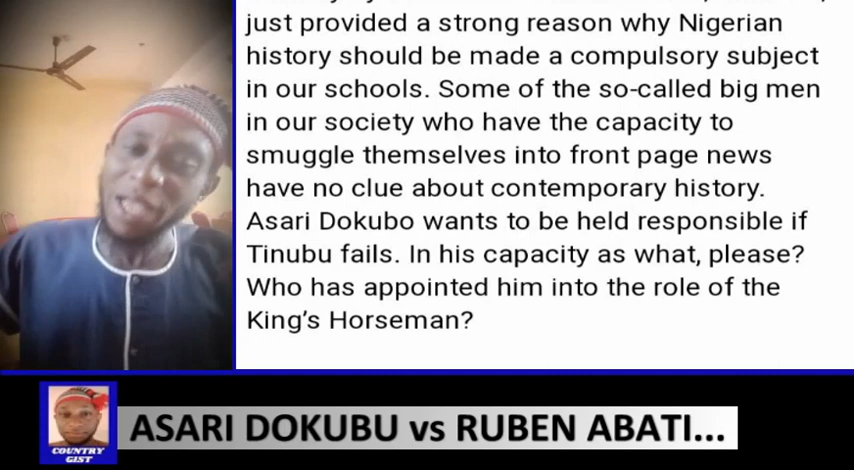 just provided a strong reason why Nigerian
history should be made a compulsory subject
in our schools. Some of the so-called big men
in our society who have the capacity to
smuggle themselves into front page news
have no clue about contemporary history.
Asari Dokubo wants to be held responsible if
Tinubu fails. In his capacity as what, please?
Who has appointed him into the role of the
King's Horseman?
COUNTRY
GIST
ASARI DOKUBU vs RUBEN ABATI...